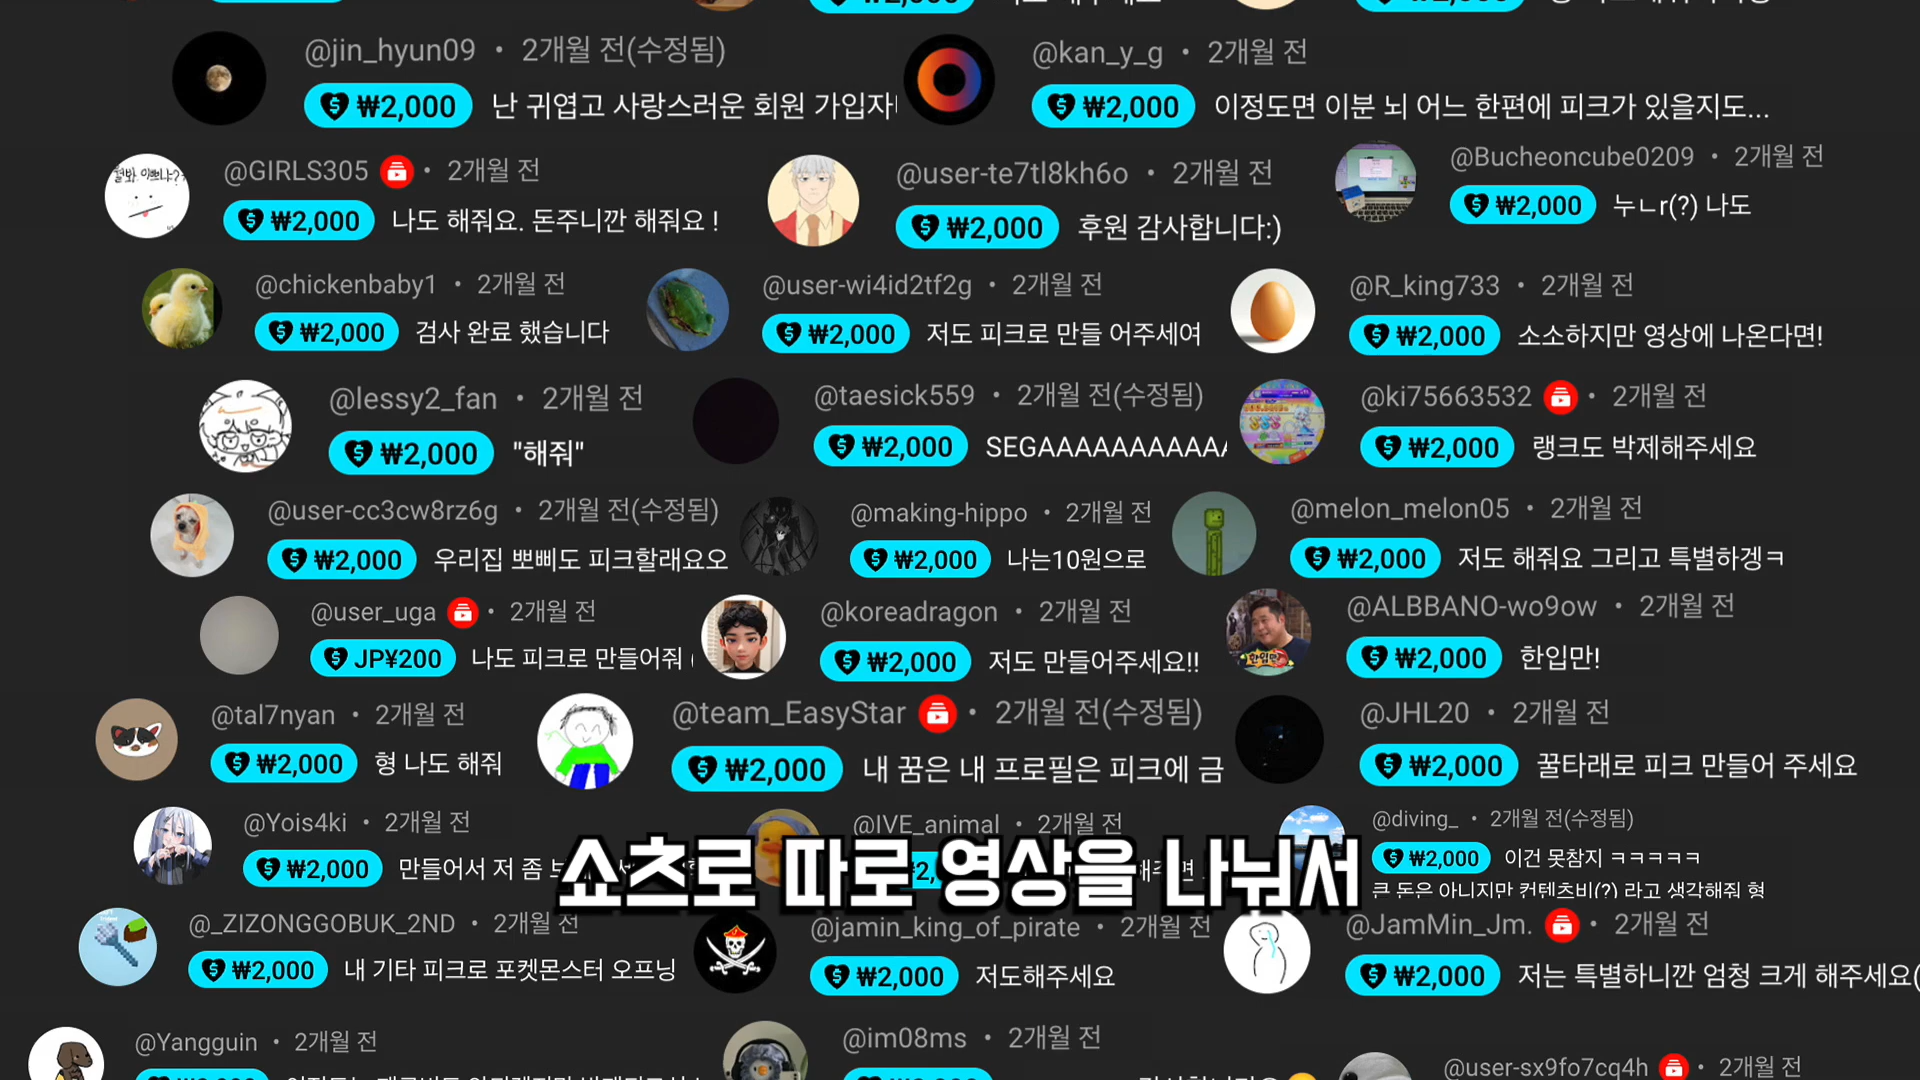 @jin_hyun09 • 2개월 전(수정됨)
₩2,000 난 귀엽고 사랑스러운 회원 가입자
@kan_y_g • 2개월 전
₩2,000 이정도면 이분 뇌 어느 한편에 피크가 있을지도...
@GIRLS305 • 2개월 전
₩2,000 나도 해줘요. 돈주니깐 해줘요 !
@user-te7tl8kh6o • 2개월 전
₩2,000 후원 감사합니다:)
@Bucheoncube0209 • 2개월 전
₩2,000 누ㄴr(?) 나도
@chickenbaby1 • 2개월 전
₩2,000 검사 완료 했습니다
@user-wi4id2tf2g • 2개월 전
₩2,000 저도 피크로 만들 어주세여
@R_king733 • 2개월 전
₩2,000 소소하지만 영상에 나온다면!
@lessy2_fan • 2개월 전
₩2,000 "해줘"
@taesick559 • 2개월 전(수정됨)
₩2,000 SEGAAAAAAAAAAA
@ki75663532 • 2개월 전
₩2,000 랭크도 박제해주세요
@user-cc3cw8rz6g • 2개월 전(수정됨)
₩2,000 우리집 뽀삐도 피크할래요오
@making-hippo • 2개월 전
₩2,000 나는10원으로
@melon_melon05 • 2개월 전
₩2,000 저도 해줘요 그리고 특별하겡ㅋ
@user_uga • 2개월 전
JP¥200 나도 피크로 만들어줘
@koreadragon • 2개월 전
₩2,000 저도 만들어주세요!!
@ALBBANO-wo9ow • 2개월 전
₩2,000 한입만!
한입만
@tal7nyan • 2개월 전
₩2,000 형 나도 해줘
@team_EasyStar • 2개월 전(수정됨)
₩2,000 내 꿈은 내 프로필은 피크에 금
@JHL20 • 2개월 전
₩2,000 꿀타래로 피크 만들어 주세요
@Yois4ki • 2개월 전
₩2,000 만들어서 저 좀
@IVE_animal • 2개월 전
@diving_ • 2개월 전(수정됨)
₩2,000 이건 못참지 ㅋㅋㅋㅋㅋ
큰 돈은 아니지만 컨텐츠비(?) 라고 생각해줘 형
쇼츠로 따로 영상을 나눠서
@_ZIZONGGOBUK_2ND • 2개월 전
₩2,000 내 기타 피크로 포켓몬스터 오프닝
@jamin_king_of_pirate • 2개월 전
₩2,000 저도해주세요
@JamMin_Jm. • 2개월 전
₩2,000 저는 특별하니깐 엄청 크게 해주세요(
@Yangguin • 2개월 전
@im08ms • 2개월 전
@user-sx9fo7cq4h • 2개월 전